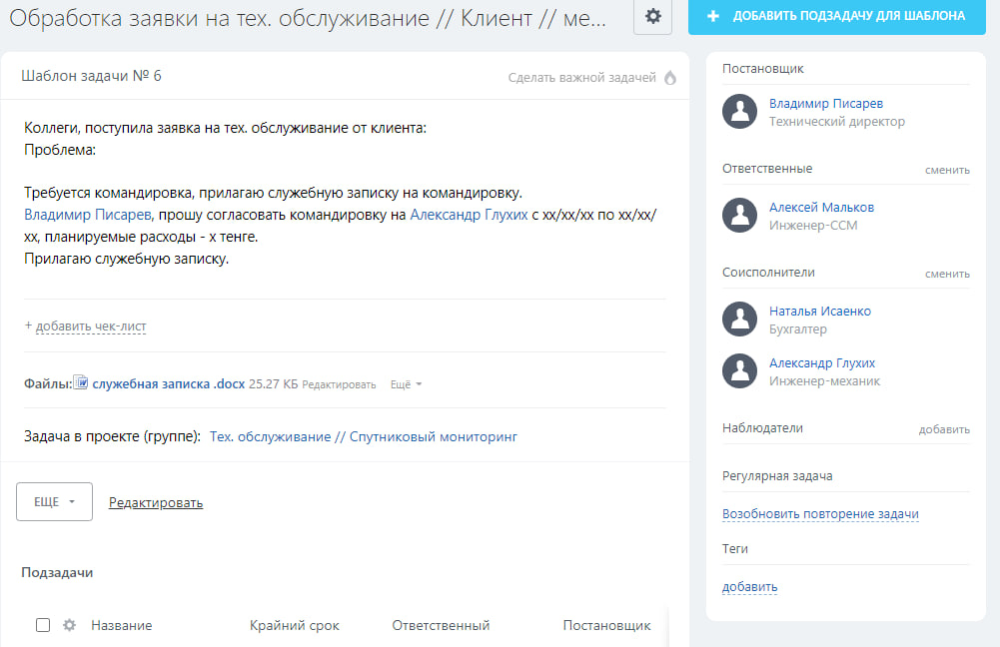 Обработка заявки на тех. обслуживание // Клиент // ме...
ДОБАВИТЬ ПОДЗАДАЧУ ДЛЯ ШАБЛОНА
Шаблон задачи № 6
Сделать важной задачей
Коллеги, поступила заявка на тех. обслуживание от клиента:
Проблема:
Требуется командировка, прилагаю служебную записку на командировку.
Владимир Писарев, прошу согласовать командировку на Александр Глухих с xx/xx/xx по xx/xx/
xx, планируемые расходы - x тенге.
Прилагаю служебную записку.
+ добавить чек-лист
Файлы: служебная записка .docx 25.27 КБ Редактировать Ещё
Задача в проекте (группе): Тех. обслуживание // Спутниковый мониторинг
ЕЩЕ Редактировать
Подзадачи
Название Крайний срок Ответственный Постановщик
Постановщик
Владимир Писарев
Технический директор
Ответственные сменить
Алексей Мальков
Инженер-ССМ
Соисполнители сменить
Наталья Исаенко
Бухгалтер
Александр Глухих
Инженер-механик
Наблюдатели добавить
Регулярная задача
Возобновить повторение задачи
Теги
добавить